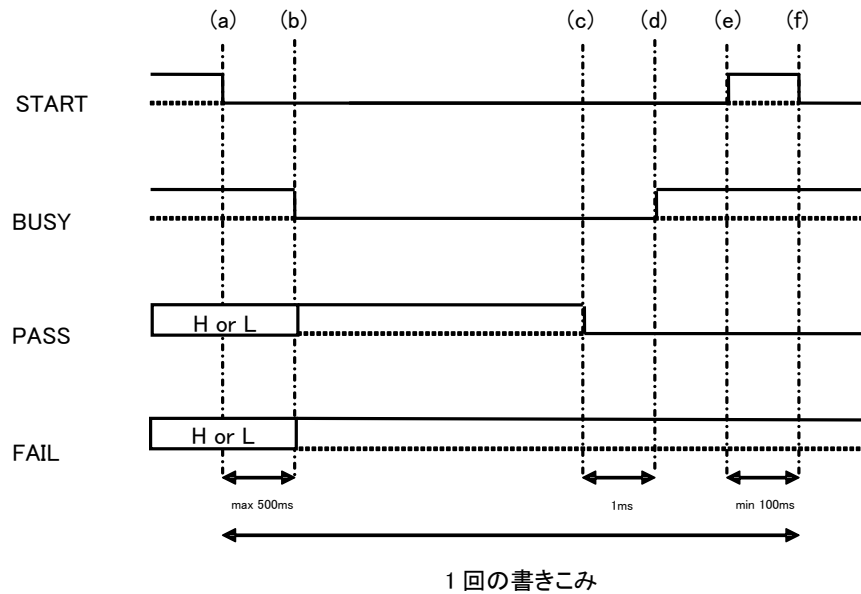 (a) (b) (c) (d) (e) (f)
START
BUSY
PASS
H or L
FAIL
H or L
max 500ms 1ms min 100ms
1回の書きこみ